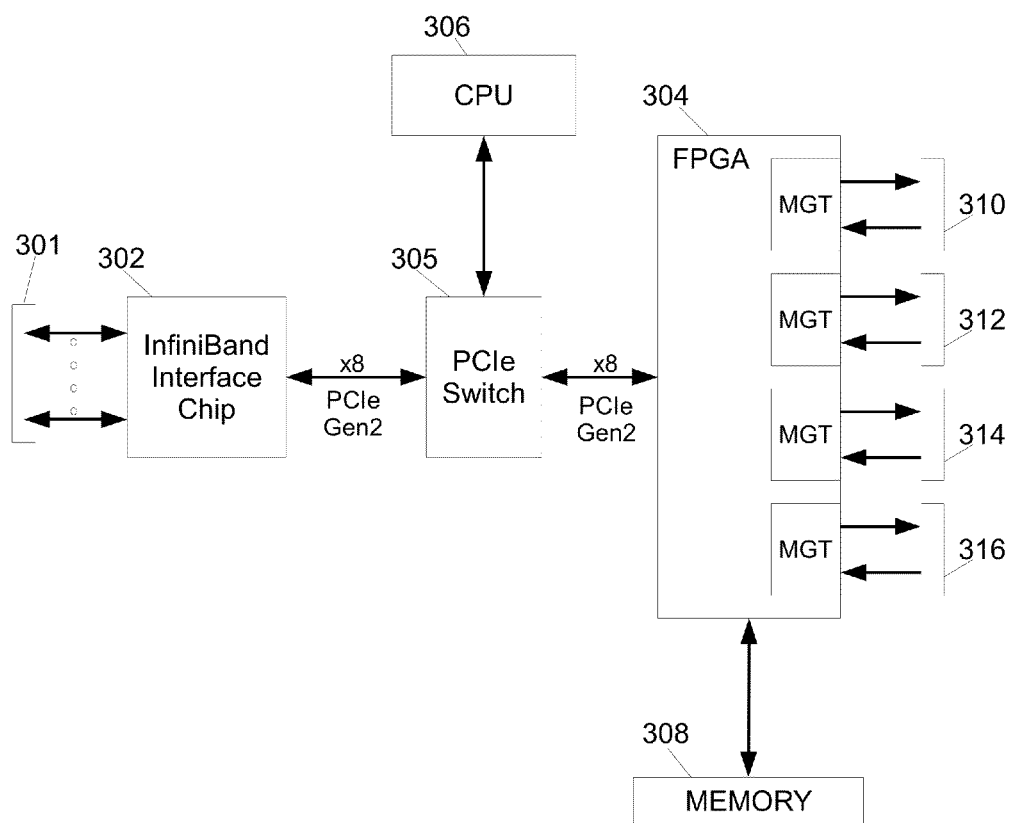 306
CPU
304
FPGA
MGT
310
301
302
305
MGT
312
InfiniBand
Interface
Chip
x8
PCIe
Gen2
PCIe
Switch
x8
PCIe
Gen2
MGT
314
MGT
316
308
MEMORY